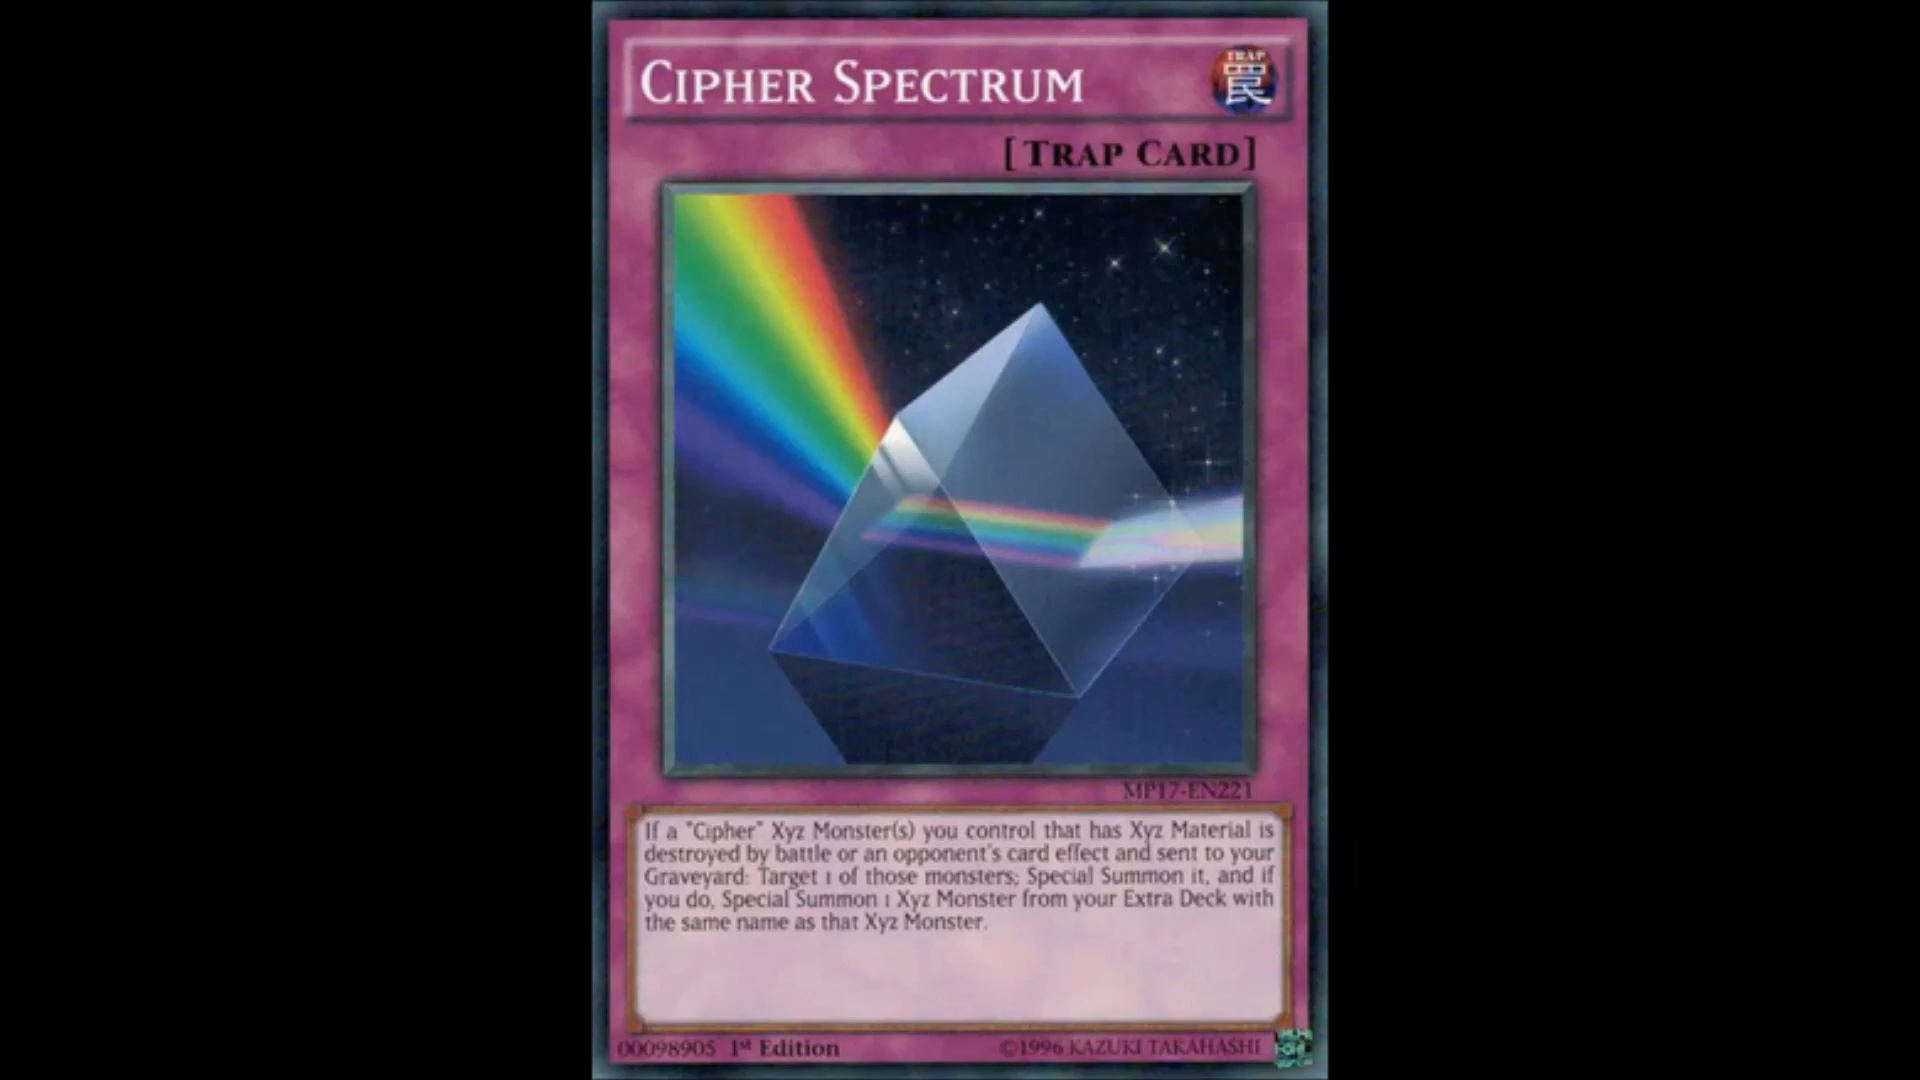 CIPHER SPECTRUM
TRAP
罠
[TRAP CARD]
MP17-EN221
If a "Cipher" Xyz Monster(s) you control that has Xyz Material is
destroyed by battle or an opponent's card effect and sent to your
Graveyard: Target 1 of those monsters; Special Summon it, and if
you do, Special Summon 1 Xyz Monster from your Extra Deck with
the same name as that Xyz Monster.
00098905 1st Edition ©1996 KAZUKI TAKAHASHI